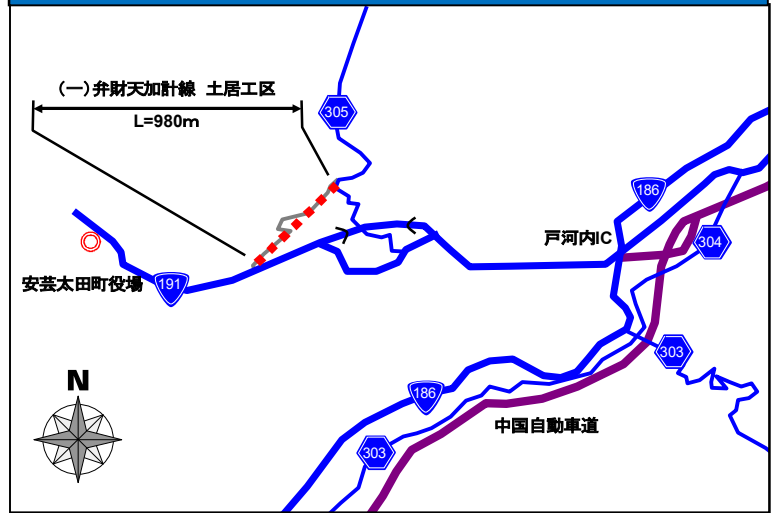 (一)弁財天加計線 土居工区
L=980m
305
186
戸河内IC
304
安芸太田町役場
191
303
N
186
中国自動車道
303